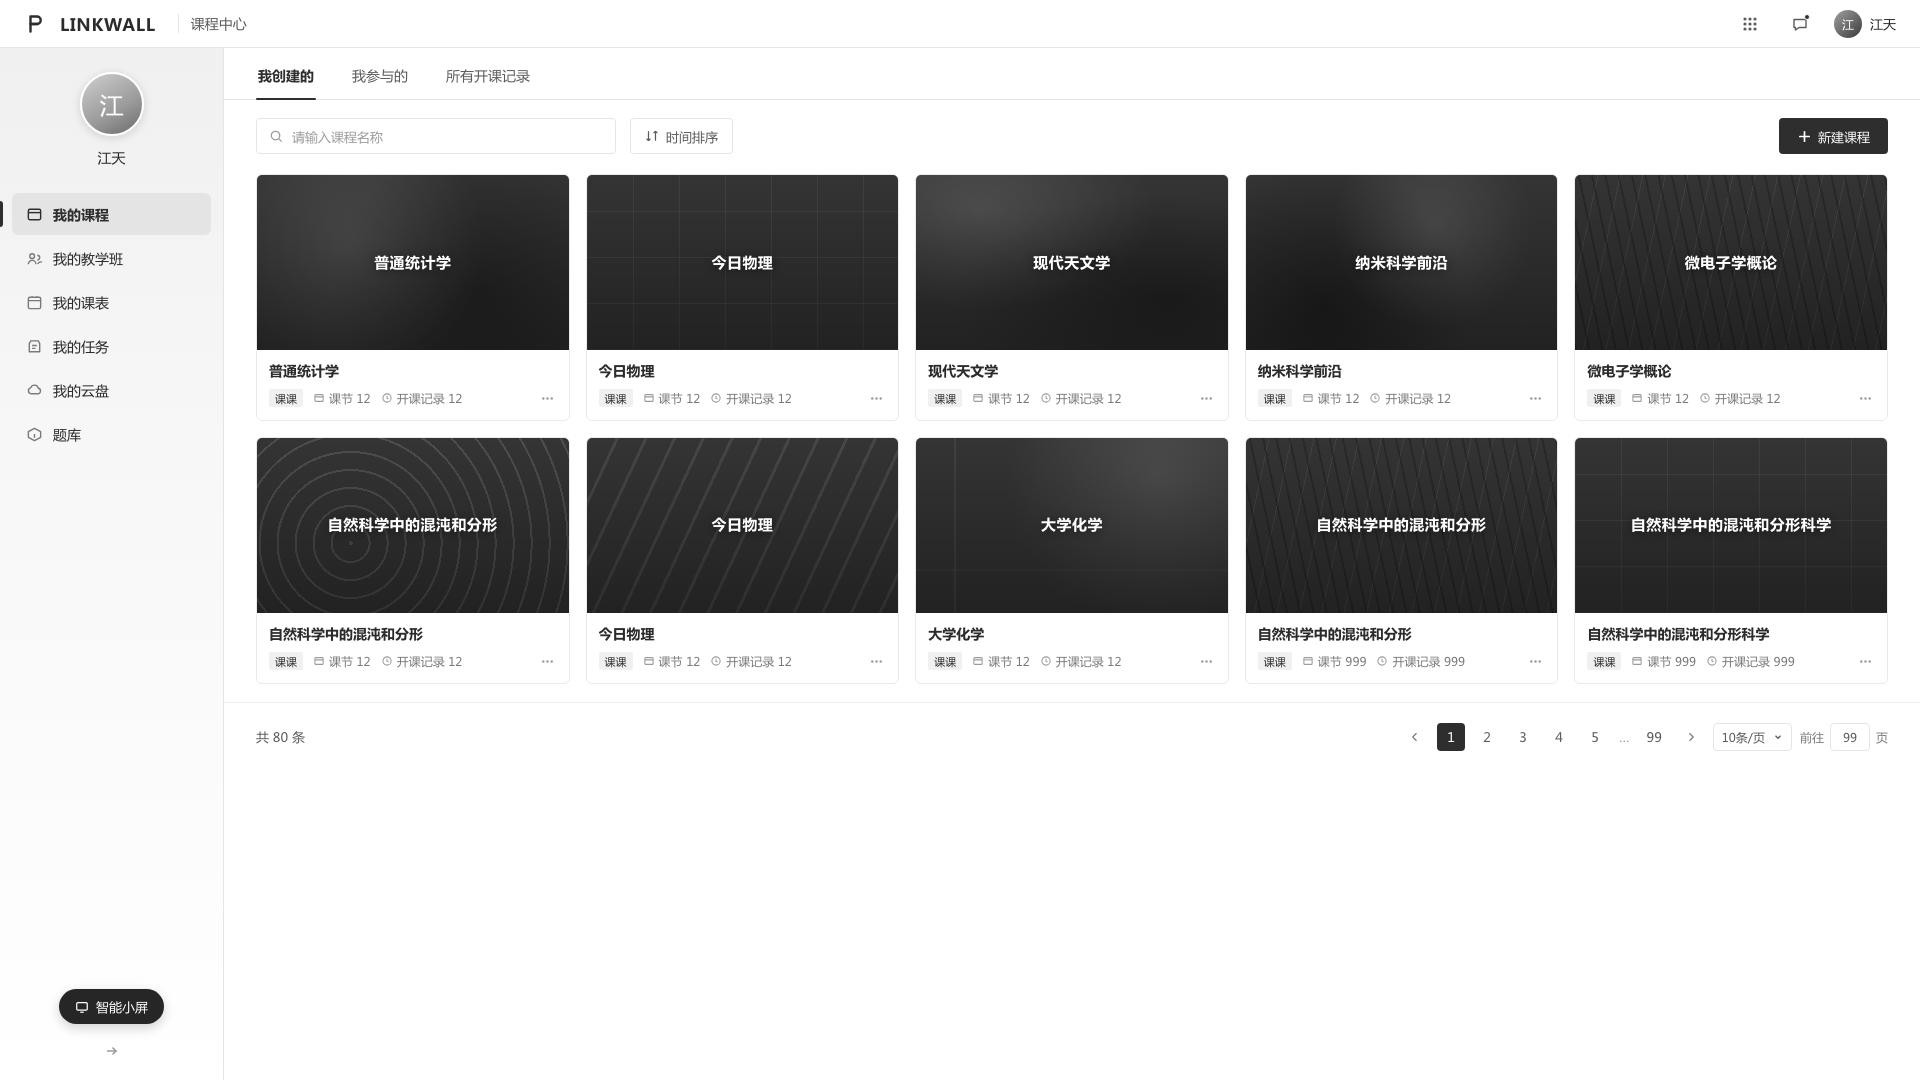 LINKWALL 课程中心
江 江天
江
江天
我的课程
我的教学班
我的课表
我的任务
我的云盘
题库
智能小屏
我创建的 我参与的 所有开课记录
请输入课程名称 时间排序 新建课程
普通统计学 今日物理 现代天文学 纳米科学前沿 微电子学概论
普通统计学 今日物理 现代天文学 纳米科学前沿 微电子学概论
课课 课节 12 开课记录 12 课课 课节 12 开课记录 12 课课 课节 12 开课记录 12 课课 课节 12 开课记录 12 课课 课节 12 开课记录 12
自然科学中的混沌和分形 今日物理 大学化学 自然科学中的混沌和分形 自然科学中的混沌和分形科学
自然科学中的混沌和分形 今日物理 大学化学 自然科学中的混沌和分形 自然科学中的混沌和分形科学
课课 课节 12 开课记录 12 课课 课节 12 开课记录 12 课课 课节 12 开课记录 12 课课 课节 999 开课记录 999 课课 课节 999 开课记录 999
共 80 条 1 2 3 4 5 ... 99 10条/页 前往 99 页